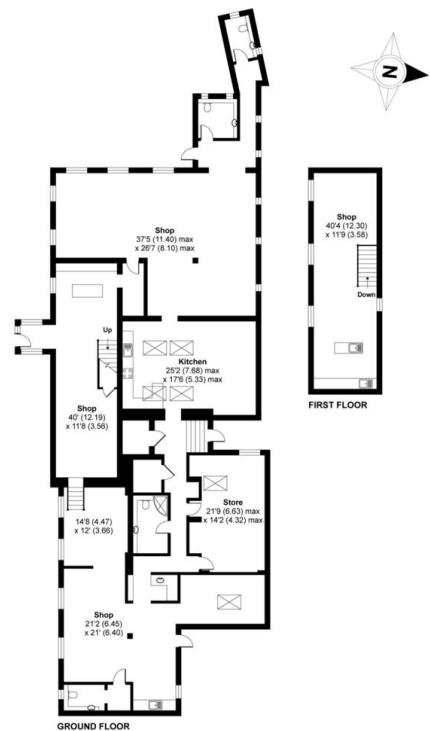 N
Shop
37'5 (11.40) max
x 26'7 (8.10) max
Shop
40'4 (12.30)
x 11'9 (3.58)
Down
Up
Kitchen
25'2 (7.68) max
x 17'6 (5.33) max
Shop
40' (12.19)
x 11'8 (3.56)
FIRST FLOOR
Store
21'9 (6.63) max
x 14'2 (4.32) max
14'8 (4.47)
x 12' (3.66)
Shop
21'2 (6.45)
x 21' (6.40)
GROUND FLOOR